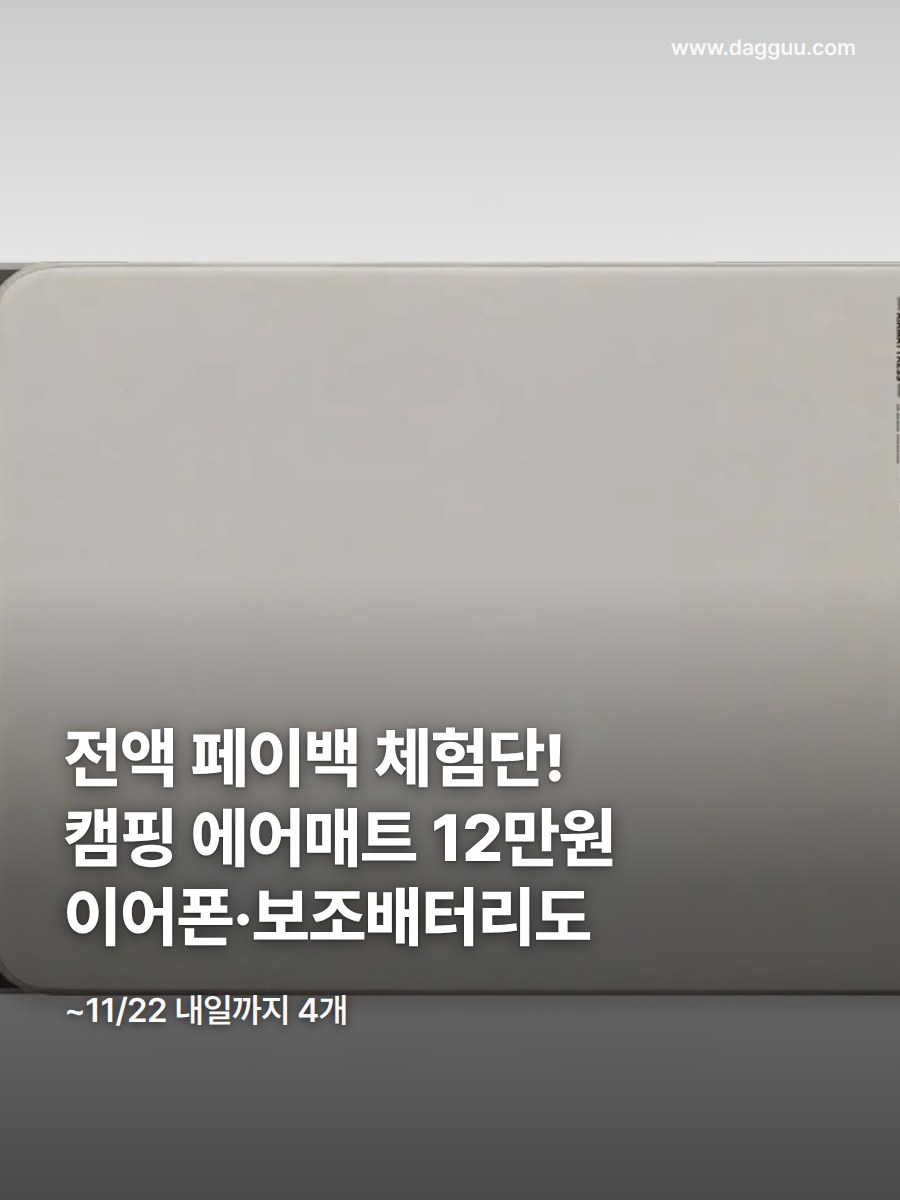 www.dagguu.com
전액 페이백 체험단!
캠핑 에어매트 12만원
이어폰·보조배터리도
~11/22 내일까지 4개